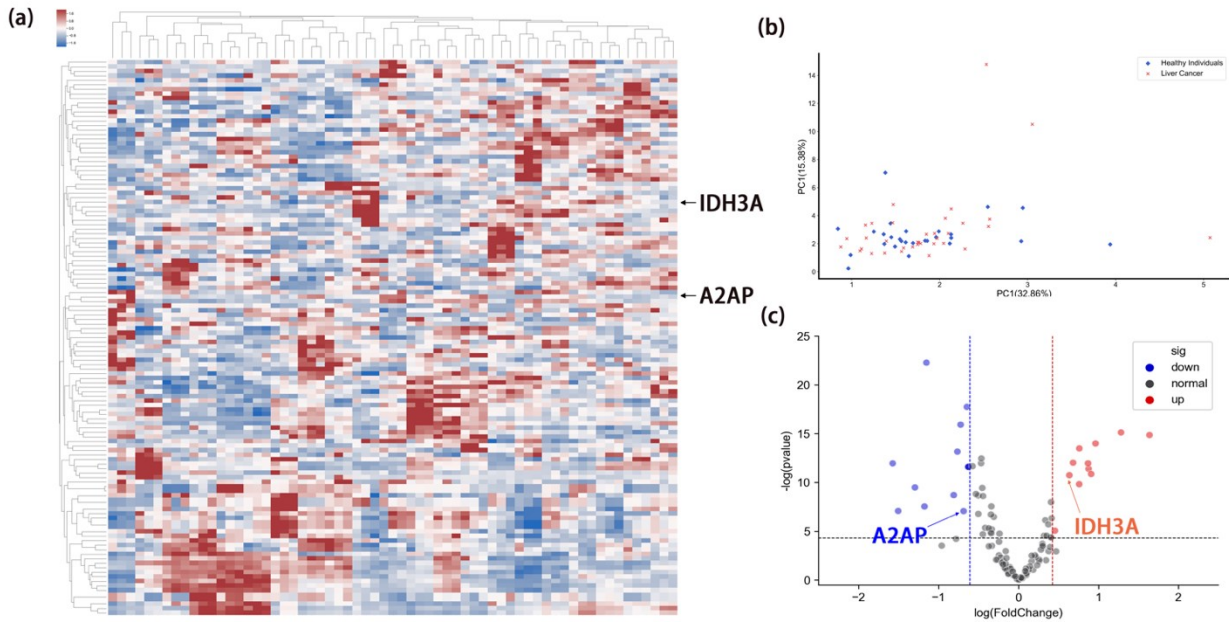 (a)
IDH3A
A2AP
(b)
Healthy Individuals
Liver Cancer
14
12
10
8
6
4
2
0
PC1(15.38%)
1
2
3
4
5
PC1(32.86%)
(c)
25
20
15
10
5
0
-log(pvalue)
sig
down
normal
up
A2AP
IDH3A
−2
−1
0
1
2
log(FoldChange)